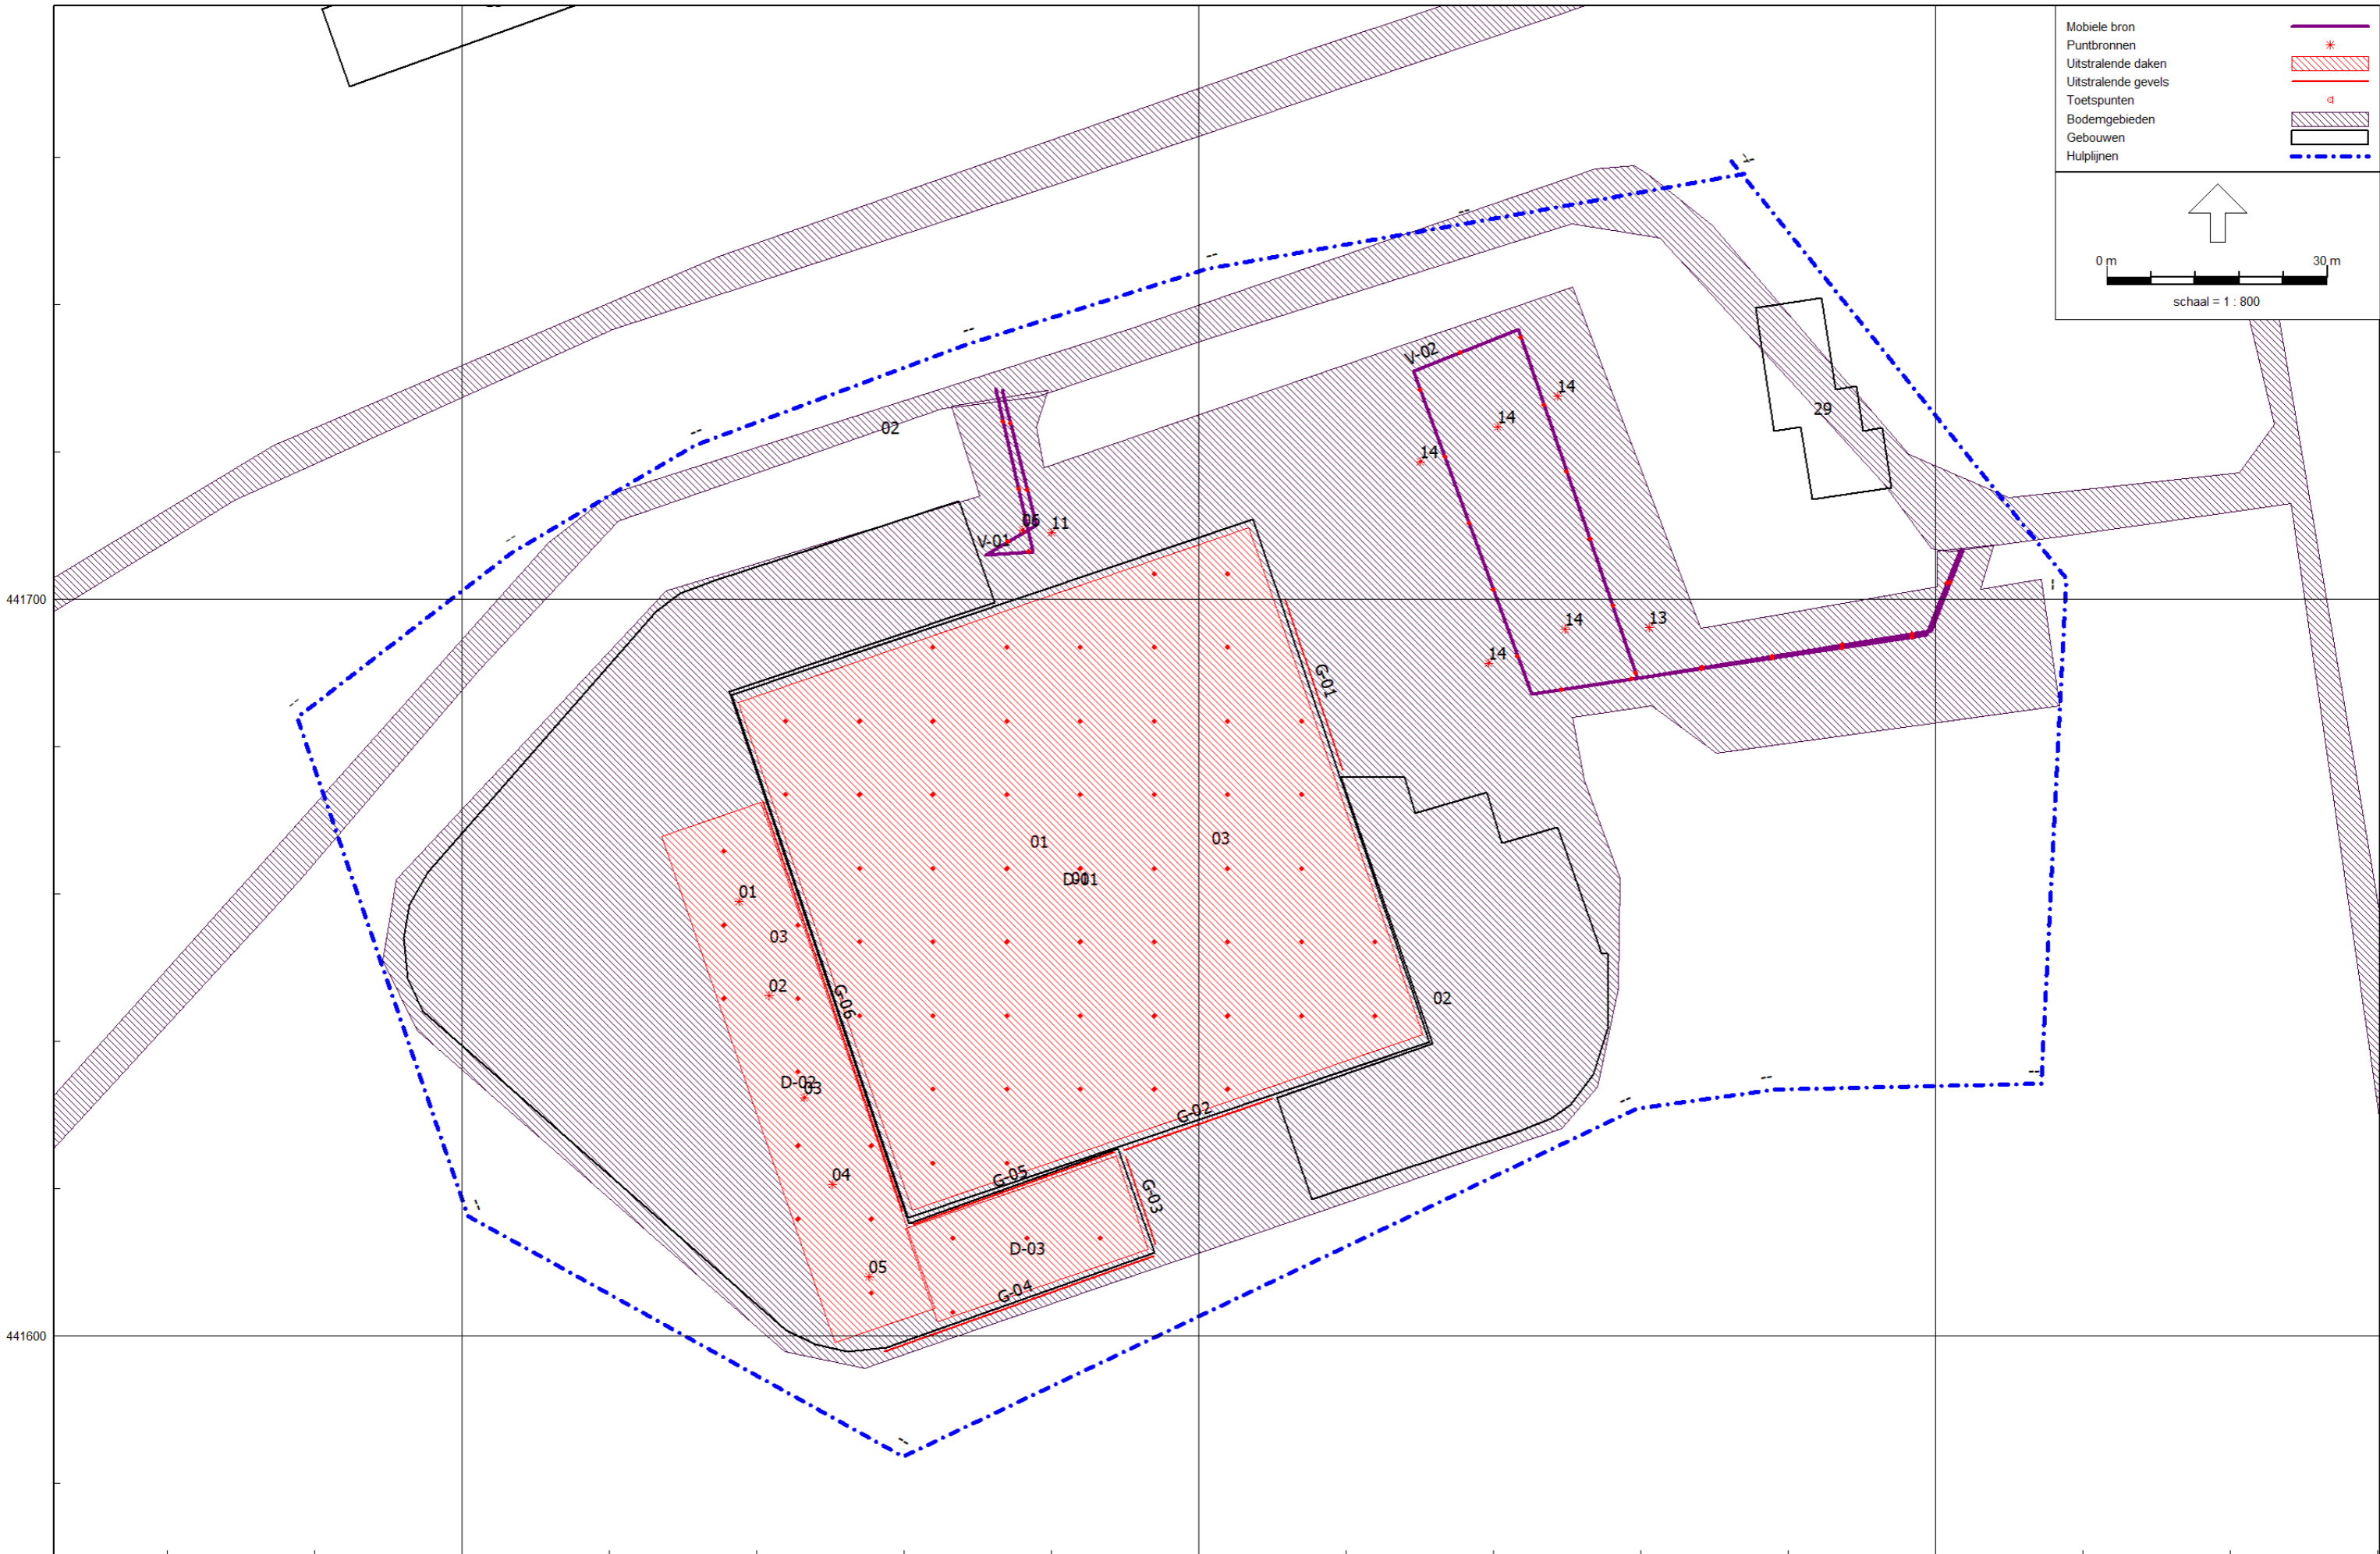 Mobiele bron
Puntbronnen
Uitstralende daken
Uitstralende gevels
Toetspunten
Bodemgebieden
Gebouwen
Hulplijnen
0 m 30 m
schaal = 1 : 800
--
--
--
--
--
--
--
--
--
--
--
--
--
V-02
14
14
14
29
02
06
11
V-01
441700
14
13
14
G-01
01
03
D-01
01
03
02
G-06
02
D-02
03
G-02
04
G-05
G-03
D-03
05
G-04
441600